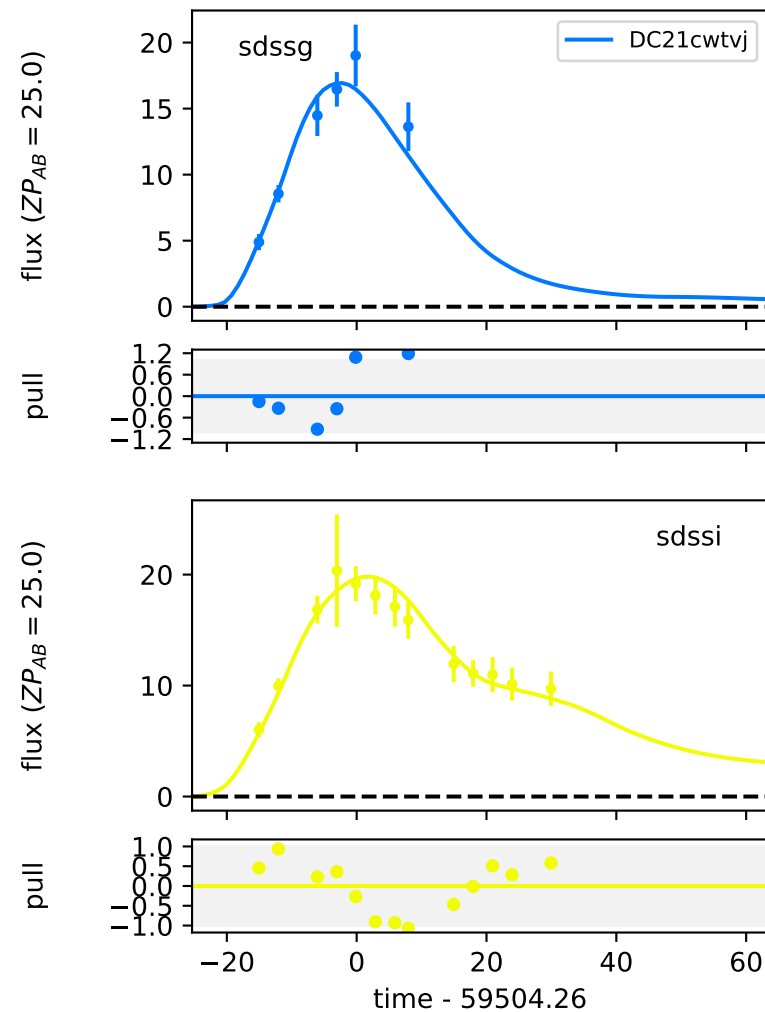 sdssg
DC21cwtvj
flux (ZP_AB = 25.0)
20
15
10
5
0
pull
1.2
0.6
0.0
−0.6
−1.2
sdssi
flux (ZP_AB = 25.0)
20
10
0
pull
1.0
0.5
0.0
−0.5
−1.0
−20 0 20 40 60
time - 59504.26